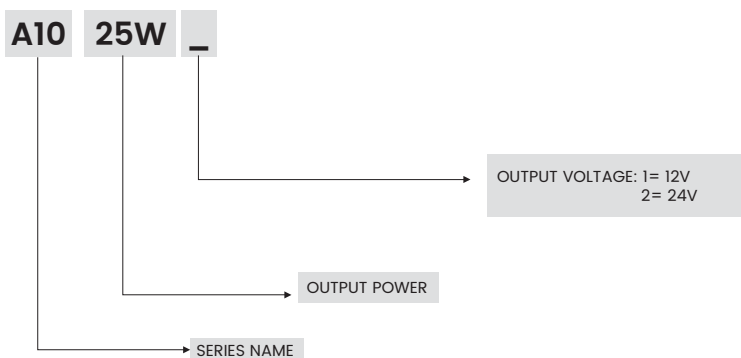 A10 25W _
OUTPUT VOLTAGE: 1= 12V
2= 24V
OUTPUT POWER
SERIES NAME